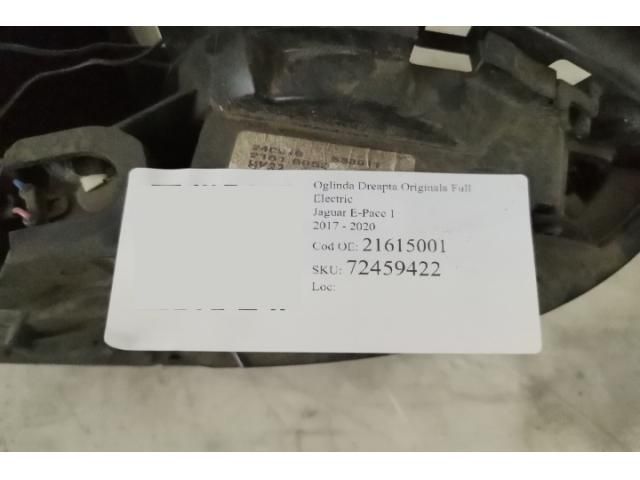 Oglinda Dreapta Originala Full
Electric
Jaguar E-Pace 1
2017 - 2020
Cod OE: 21615001
SKU: 72459422
Loc: